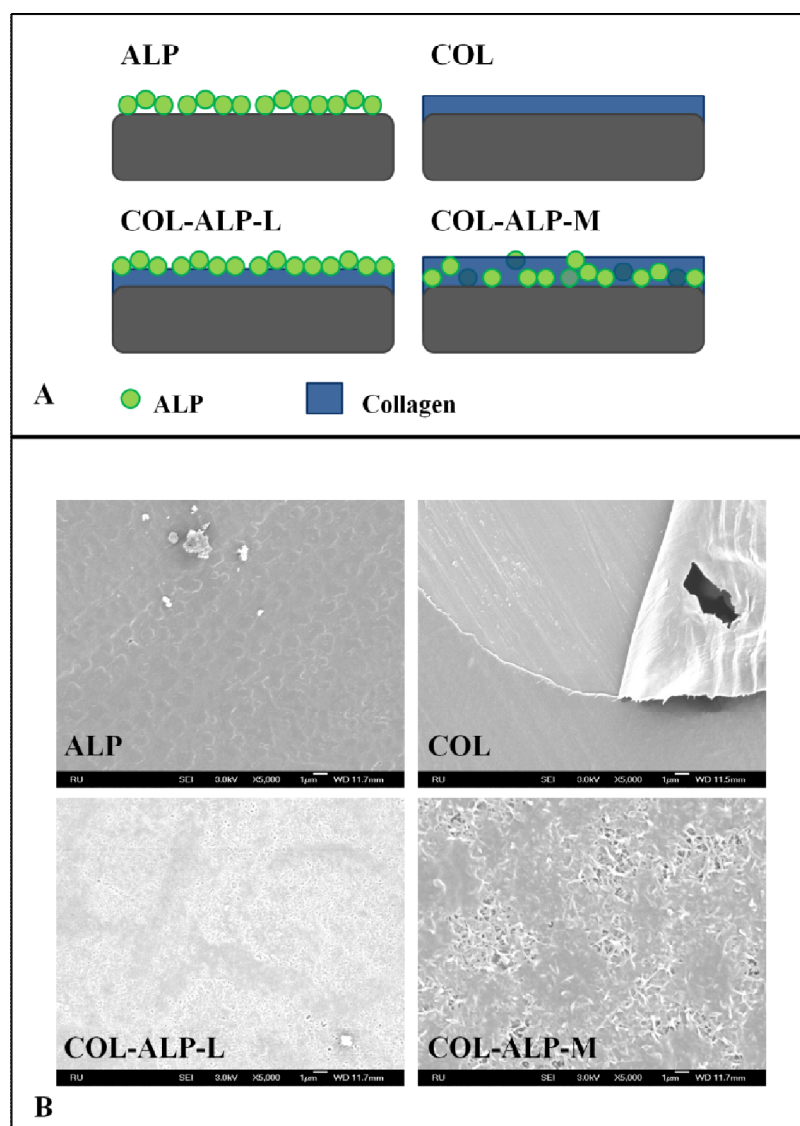 ALP COL
COL-ALP-L COL-ALP-M
A ALP Collagen
ALP COL
RU SEI 3.0kV X5,000 1µm WD 11.7mm RU SEI 3.0kV X5,000 1µm WD 11.5mm
COL-ALP-L COL-ALP-M
RU SEI 3.0kV X5,000 1µm WD 11.7mm RU SEI 3.0kV X5,000 1µm WD 11.7mm
B